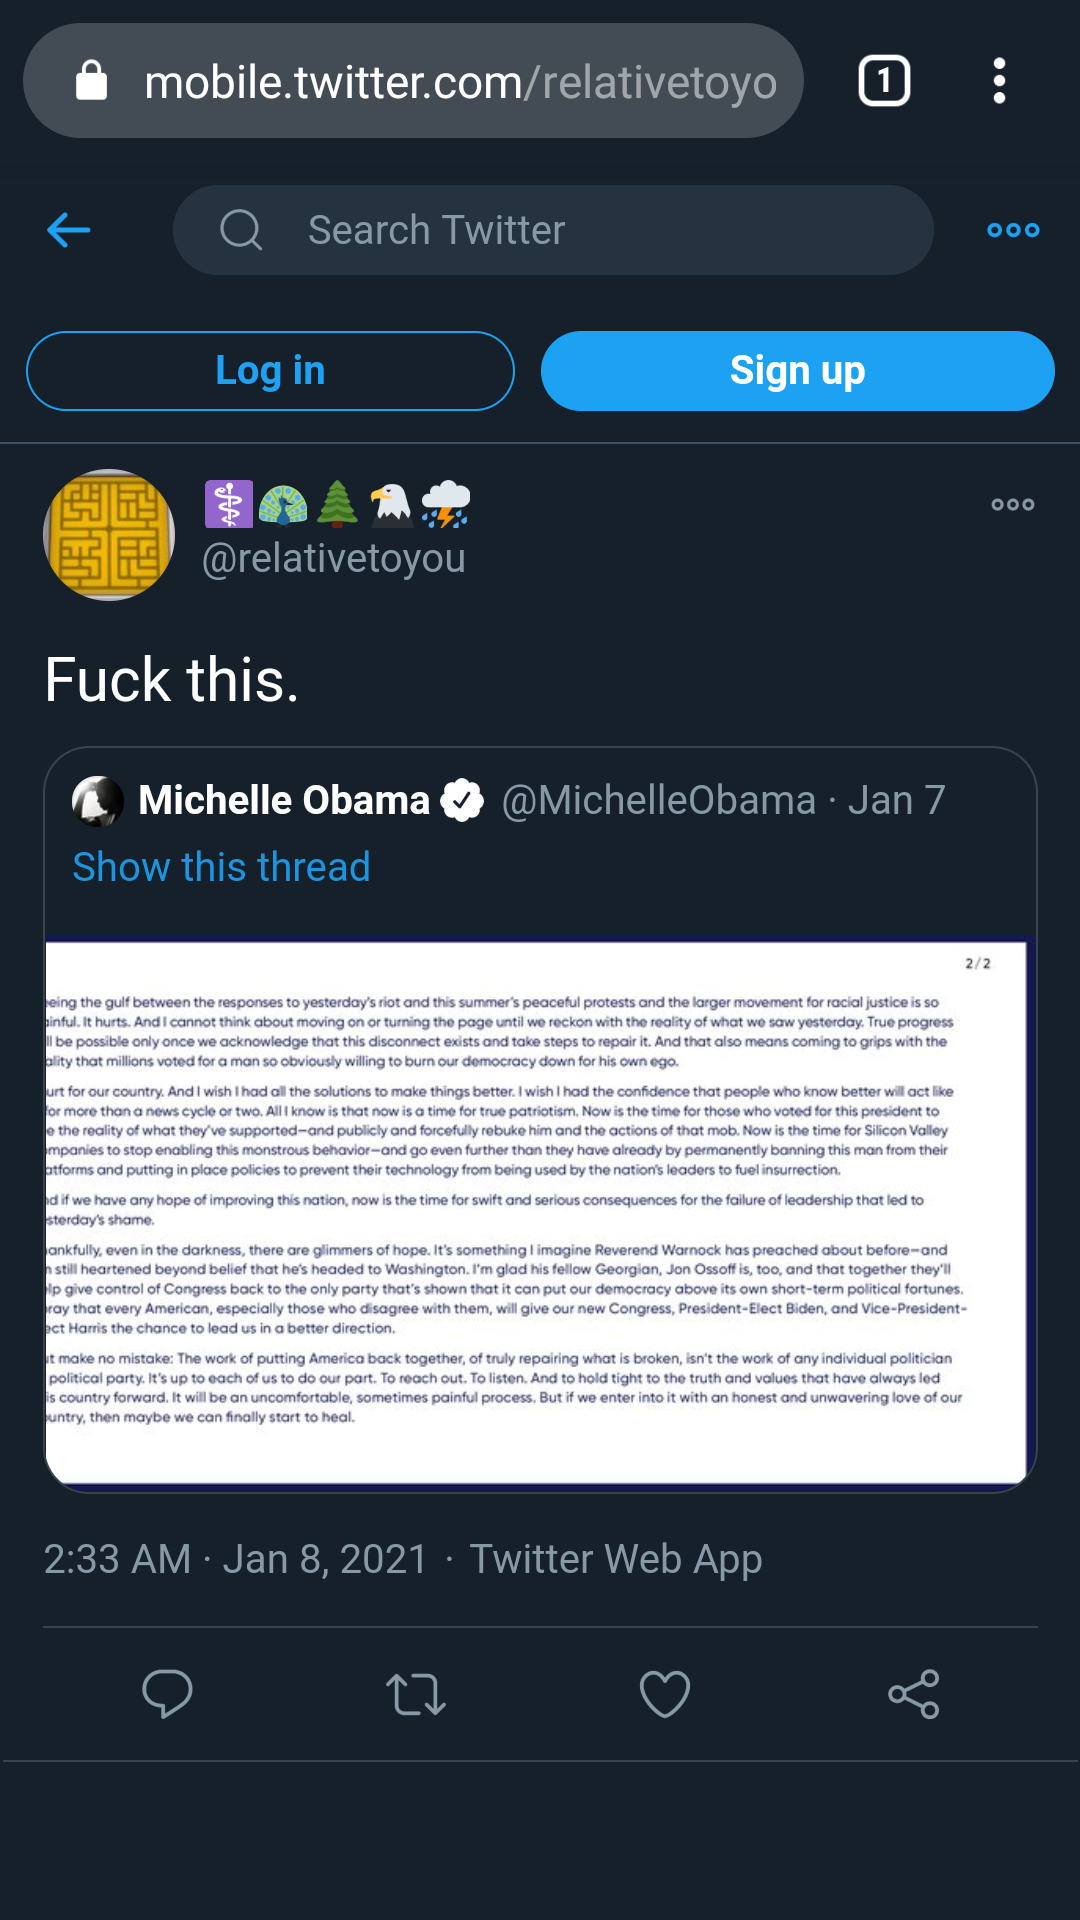 mobile.twitter.com/relativetoyo
1
Search Twitter
Log in
Sign up
@relativetoyou
Fuck this.
Michelle Obama @MichelleObama · Jan 7
Show this thread
2/2
the gulf between the responses to yesterday's riot and this summer's peaceful protests and the larger movement for racial justice is so
It hurts. And I cannot think about moving on or turning the page until we reckon with the reality of what we saw yesterday. True progress
be possible only once we acknowledge that this disconnect exists and take steps to repair it. And that also means coming to grips with the
that millions voted for a man so obviously willing to burn our democracy down for his own ego.
for our country. And I wish I had all the solutions to make things better. I wish I had the confidence that people who know better will act like
for more than a news cycle or two. All I know is that now is a time for true patriotism. Now is the time for those who voted for this president to
the reality of what they've supported—and publicly and forcefully rebuke him and the actions of that mob. Now is the time for Silicon Valley
to stop enabling this monstrous behavior—and go even further than they have already by permanently banning this man from their
and putting in place policies to prevent their technology from being used by the nation's leaders to fuel insurrection.
if we have any hope of improving this nation, now is the time for swift and serious consequences for the failure of leadership that led to
shame.
even in the darkness, there are glimmers of hope. It's something I imagine Reverend Warnock has preached about before—and
still heartened beyond belief that he's headed to Washington. I'm glad his fellow Georgian, Jon Ossoff is, too, and that together they'll
give control of Congress back to the only party that's shown that it can put our democracy above its own short-term political fortunes.
that every American, especially those who disagree with them, will give our new Congress, President-Elect Biden, and Vice-President-
Harris the chance to lead us in a better direction.
make no mistake: The work of putting America back together, of truly repairing what is broken, isn't the work of any individual politician
political party. It's up to each of us to do our part. To reach out. To listen. And to hold tight to the truth and values that have always led
country forward. It will be an uncomfortable, sometimes painful process. But if we enter into it with an honest and unwavering love of our
then maybe we can finally start to heal.
2:33 AM · Jan 8, 2021 · Twitter Web App